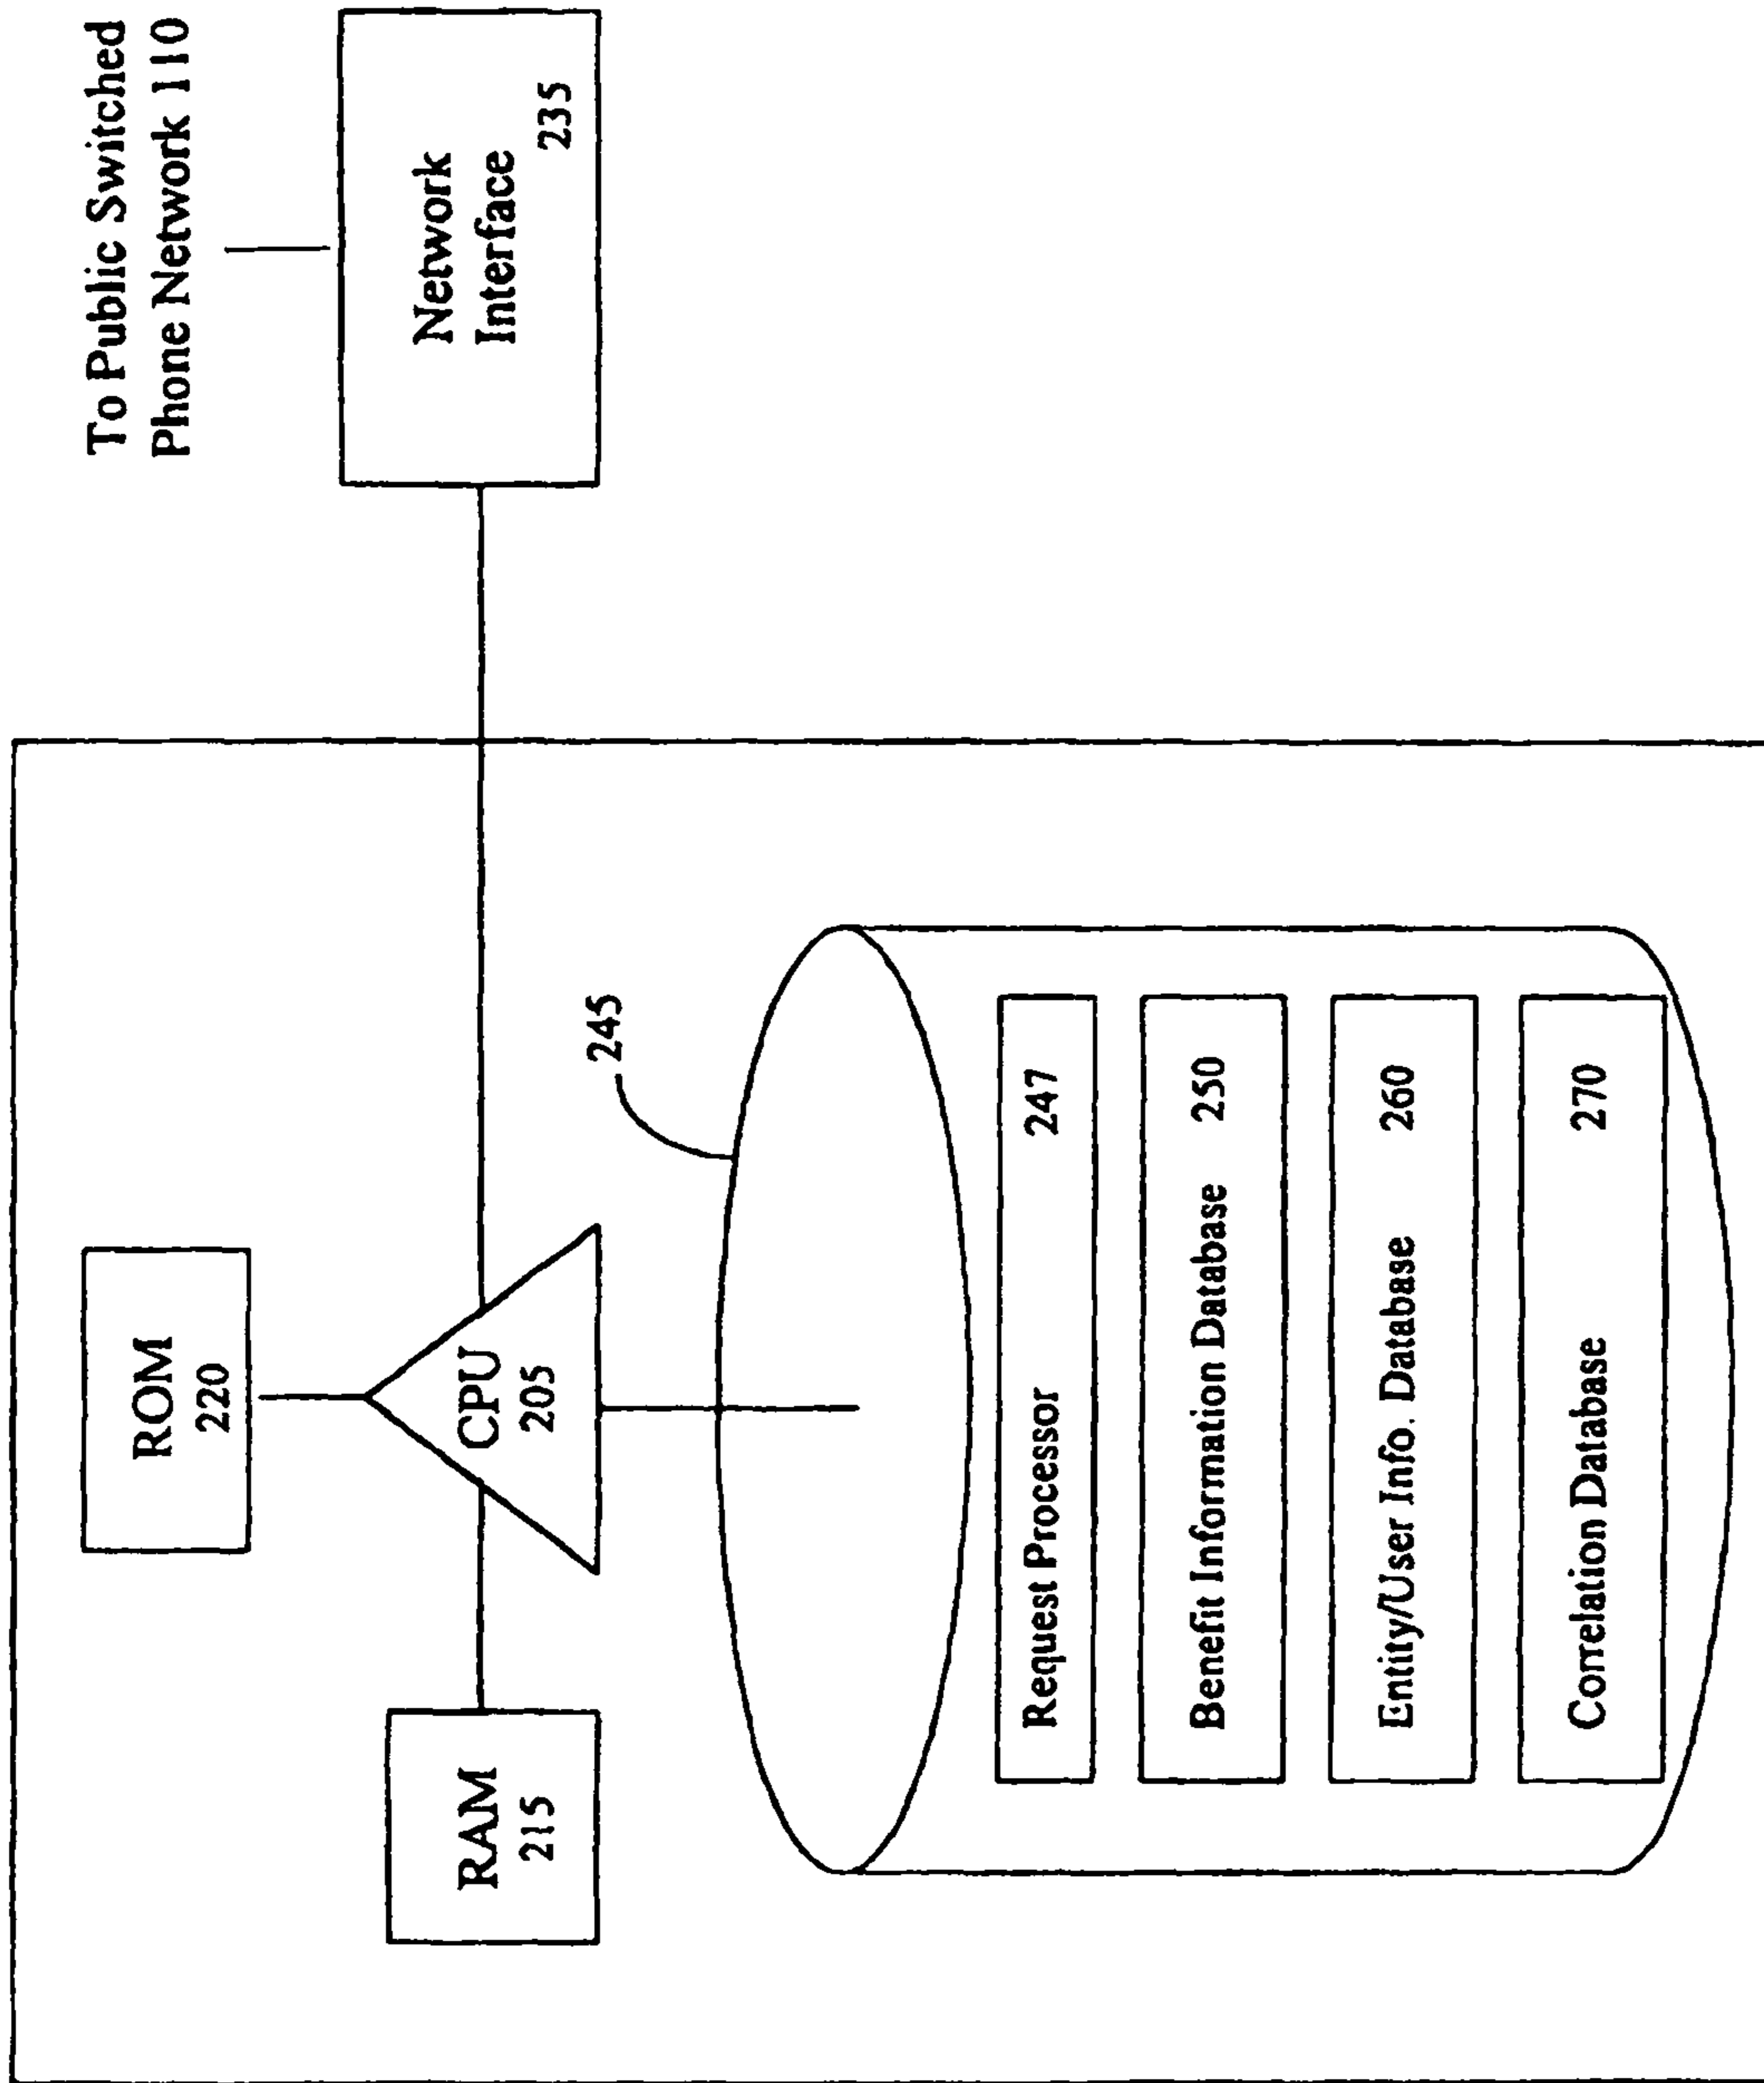 To Public Switched
Phone Network 110
ROM
220
RAM
215
CPU
205
Network
Interface
235
245
Request Processor 247
Benefit Information Database 250
Entity/User Info. Database 260
Correlation Database 270